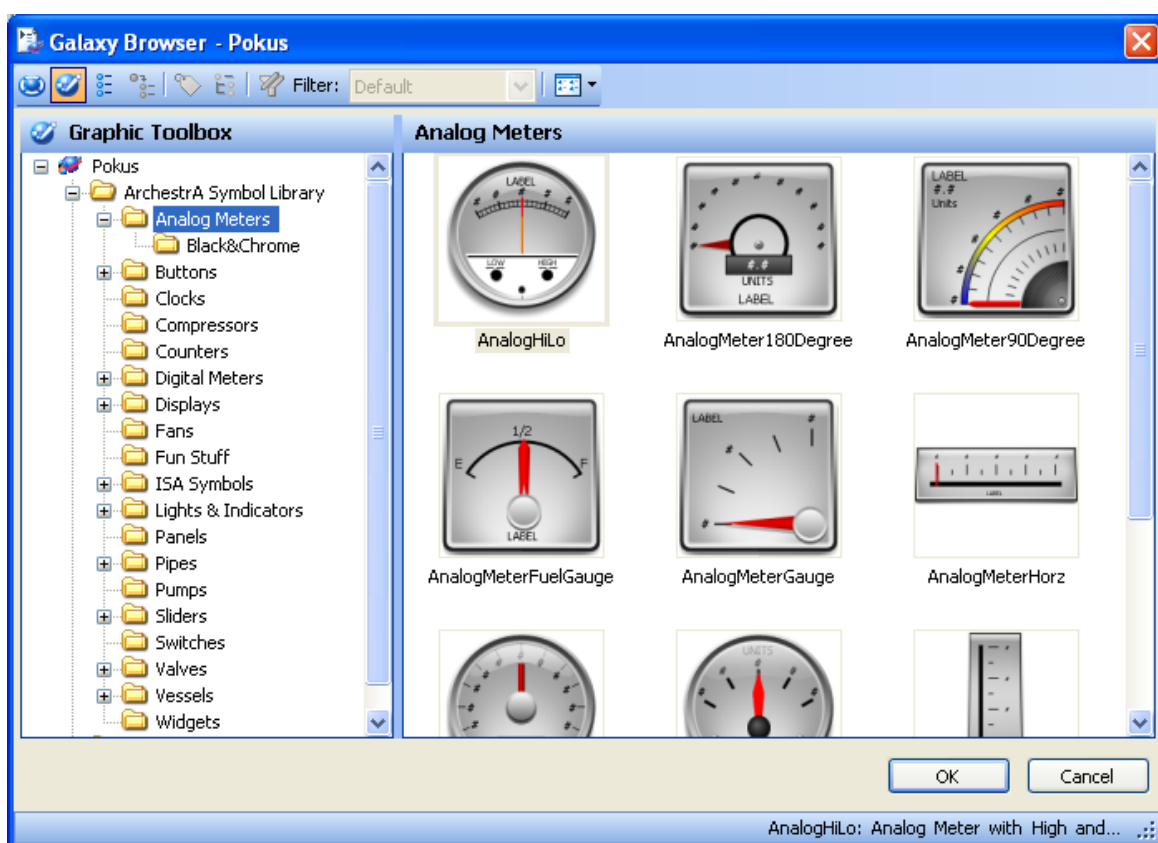 Galaxy Browser - Pokus
Filter: Default
Graphic Toolbox
Pokus
ArchestrA Symbol Library
Analog Meters
Black&Chrome
Buttons
Clocks
Compressors
Counters
Digital Meters
Displays
Fans
Fun Stuff
ISA Symbols
Lights & Indicators
Panels
Pipes
Pumps
Sliders
Switches
Valves
Vessels
Widgets
Analog Meters
LABEL
# # # # #
LOW HIGH
AnalogHiLo
#.#
UNITS
LABEL
AnalogMeter180Degree
LABEL
#.#
Units
AnalogMeter90Degree
1/2
E F
LABEL
AnalogMeterFuelGauge
LABEL #
#
#
AnalogMeterGauge
# # # # #
LABEL
AnalogMeterHorz
UNITS
OK Cancel
AnalogHiLo: Analog Meter with High and...